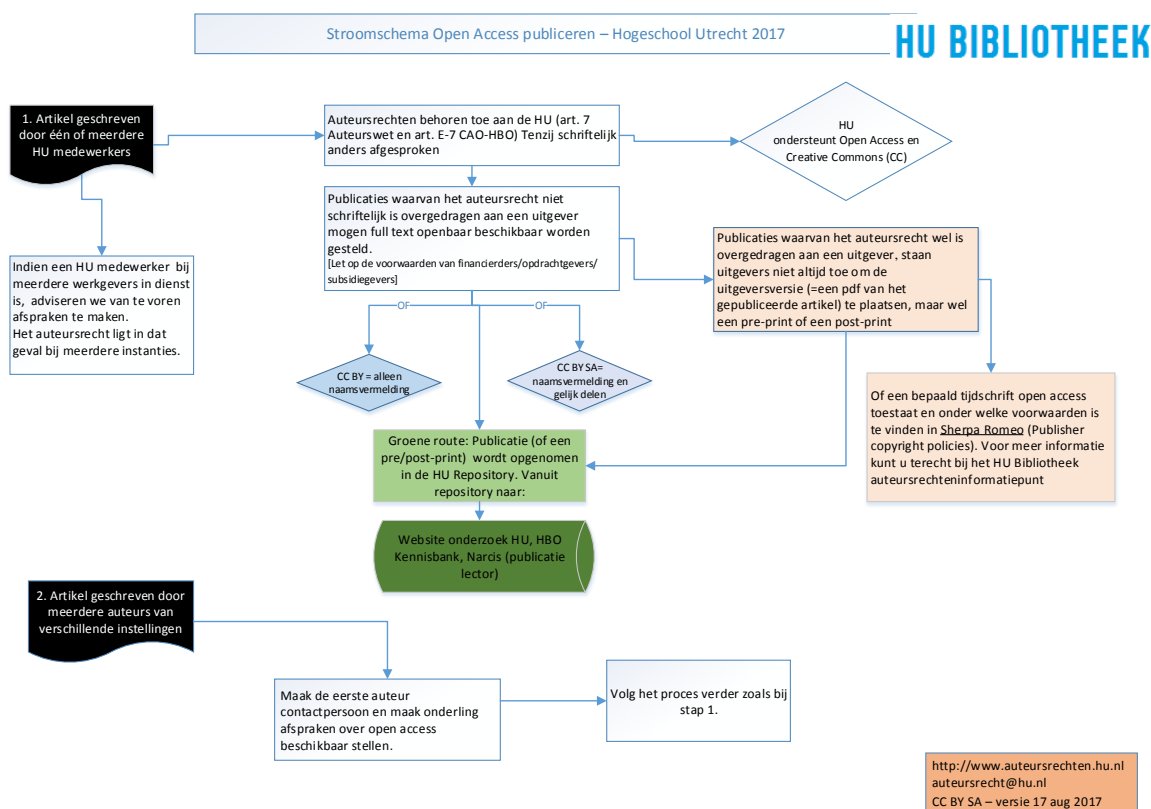 Stroomschema Open Access publiceren – Hogeschool Utrecht 2017
HU BIBLIOTHEEK
1. Artikel geschreven
door één of meerdere
HU medewerkers
Auteursrechten behoren toe aan de HU (art. 7
Auteurswet en art. E-7 CAO-HBO) Tenzij schriftelijk
anders afgesproken
HU
ondersteunt Open Access en
Creative Commons (CC)
Publicaties waarvan het auteursrecht niet
schriftelijk is overgedragen aan een uitgever
mogen full text openbaar beschikbaar worden
gesteld.
[Let op de voorwaarden van financierders/opdrachtgevers/
subsidiegevers]
Publicaties waarvan het auteursrecht wel is
overgedragen aan een uitgever, staan
uitgevers niet altijd toe om de
uitgeversversie (=een pdf van het
gepubliceerde artikel) te plaatsen, maar wel
een pre-print of een post-print
Indien een HU medewerker bij
meerdere werkgevers in dienst
is, adviseren we van te voren
afspraken te maken.
Het auteursrecht ligt in dat
geval bij meerdere instanties.
OF
OF
CC BY = alleen
naamsvermelding
CC BY SA=
naamsvermelding en
gelijk delen
Of een bepaald tijdschrift open access
toestaat en onder welke voorwaarden is
te vinden in Sherpa Romeo (Publisher
copyright policies). Voor meer informatie
kunt u terecht bij het HU Bibliotheek
auteursrechteninformatiepunt
Groene route: Publicatie (of een
pre/post-print) wordt opgenomen
in de HU Repository. Vanuit
repository naar:
Website onderzoek HU, HBO
Kennisbank, Narcis (publicatie
lector)
2. Artikel geschreven door
meerdere auteurs van
verschillende instellingen
Maak de eerste auteur
contactpersoon en maak onderling
afspraken over open access
beschikbaar stellen.
Volg het proces verder zoals bij
stap 1.
http://www.auteursrechten.hu.nl
auteursrecht@hu.nl
CC BY SA – versie 17 aug 2017